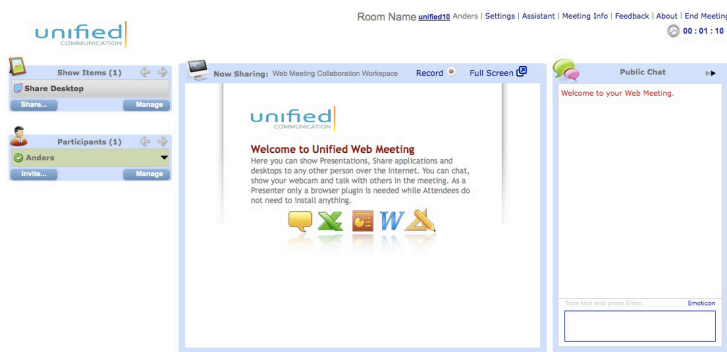 Room Name unified10 Anders | Settings | Assistant | Meeting Info | Feedback | About | End Meeting
00 : 01 : 10
unified
COMMUNICATION
Show Items (1)
Share Desktop
Share...
Manage
Participants (1)
Anders
Invite...
Manage
Now Sharing: Web Meeting Collaboration Workspace Record Full Screen
unified
COMMUNICATION
Welcome to Unified Web Meeting
Here you can show Presentations, Share applications and
desktops to any other person over the internet. You can chat,
show your webcam and talk with others in the meeting. As a
Presenter only a browser plugin is needed while Attendees do
not need to install anything.
Public Chat
Welcome to your Web Meeting.
Type text and press Enter.
Emoticon